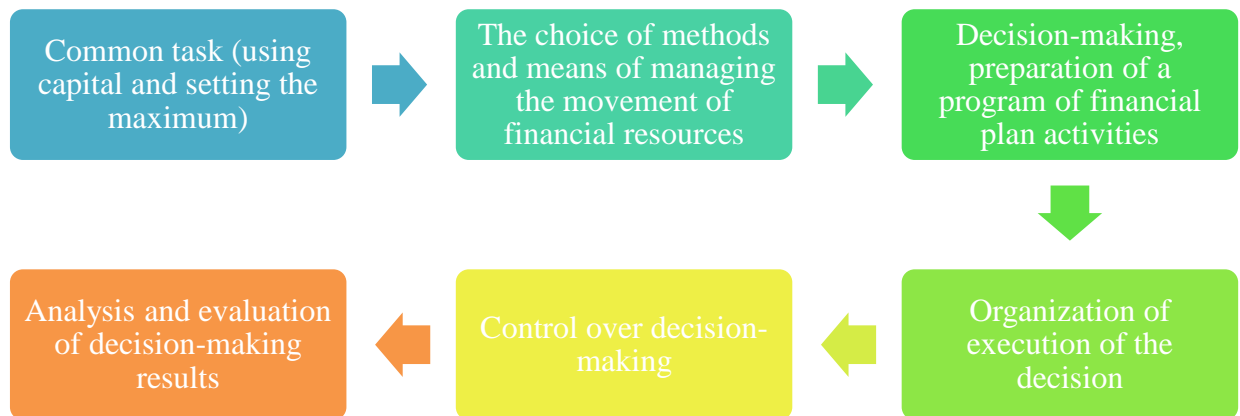 Common task (using
capital and setting the
maximum)
The choice of methods
and means of managing
the movement of
financial resources
Decision-making,
preparation of a
program of financial
plan activities
Organization of
execution of the
decision
Control over decision-
making
Analysis and evaluation
of decision-making
results